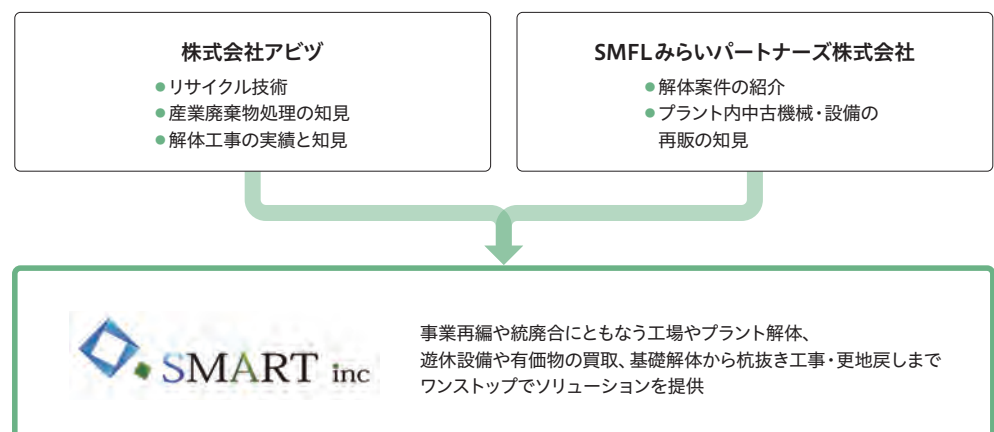 株式会社アビヅ
●リサイクル技術
●産業廃棄物処理の知見
●解体工事の実績と知見
SMFLみらいパートナーズ株式会社
●解体案件の紹介
●プラント内中古機械・設備の
再販の知見
SMART inc
事業再編や統廃合にともなう工場やプラント解体、
遊休設備や有価物の買取、基礎解体から杭抜き工事・更地戻しまで
ワンストップでソリューションを提供